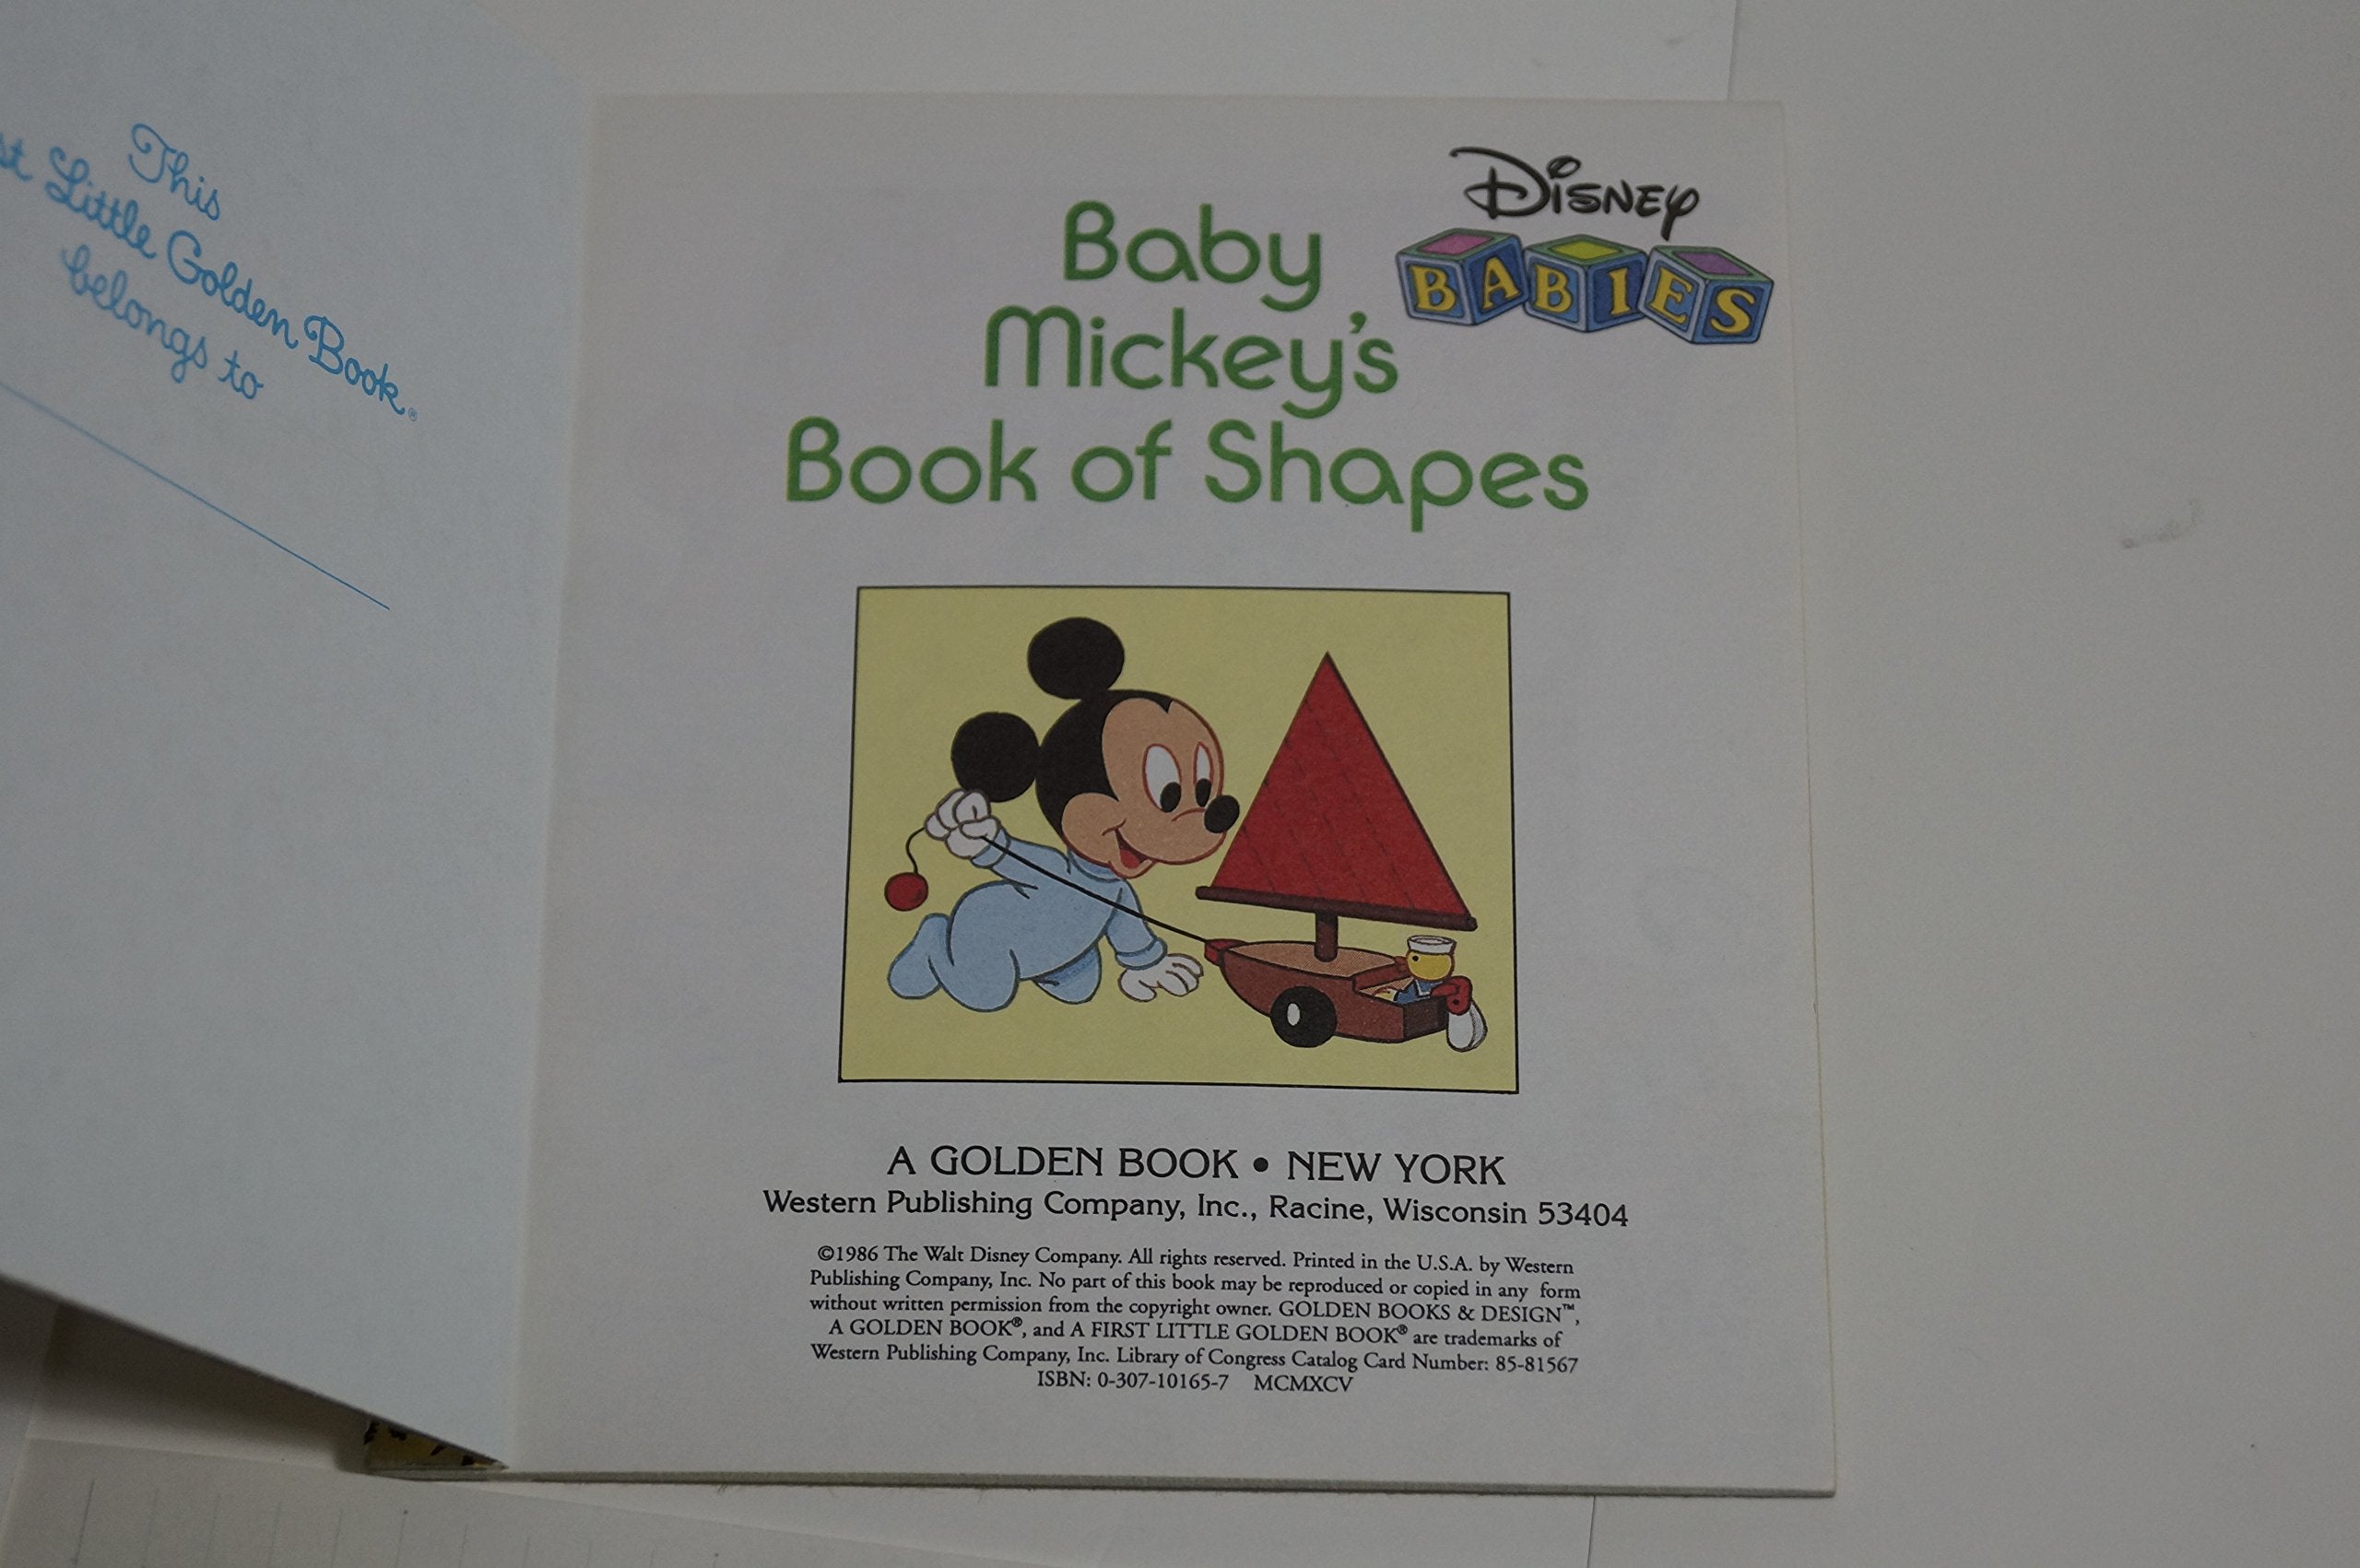 This
Little Golden Book®
belongs to
Disney
BABIES
Baby
Mickey's
Book of Shapes
A GOLDEN BOOK • NEW YORK
Western Publishing Company, Inc., Racine, Wisconsin 53404
©1986 The Walt Disney Company. All rights reserved. Printed in the U.S.A. by Western
Publishing Company, Inc. No part of this book may be reproduced or copied in any form
without written permission from the copyright owner. GOLDEN BOOKS & DESIGN™,
A GOLDEN BOOK®, and A FIRST LITTLE GOLDEN BOOK® are trademarks of
Western Publishing Company, Inc. Library of Congress Catalog Card Number: 85-81567
ISBN: 0-307-10165-7 MCMXCV